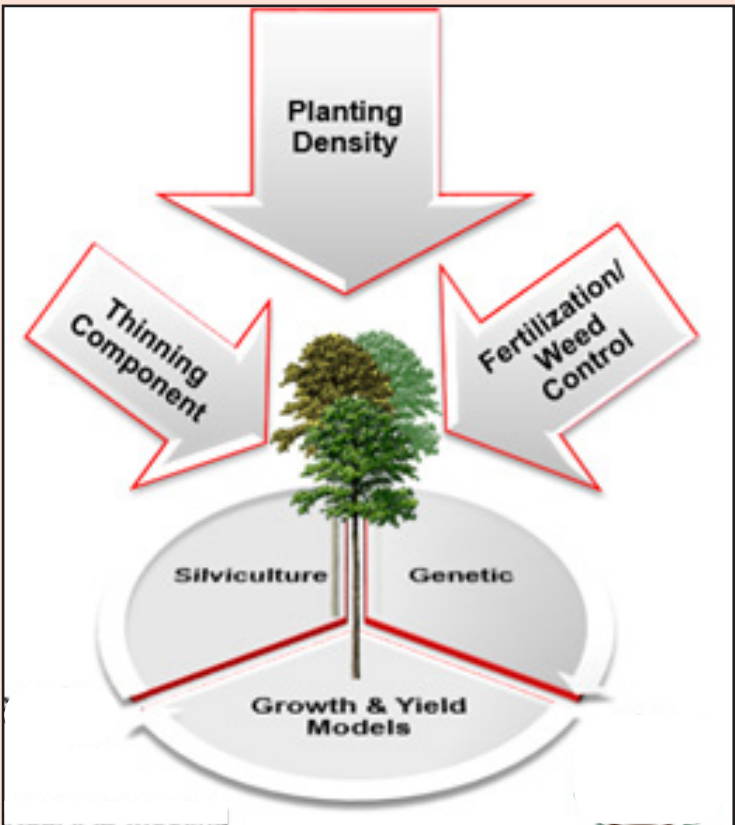 Planting
Density
Thinning
Component
Fertilization/
Weed
Control
Silviculture
Genetic
Growth & Yield
Models